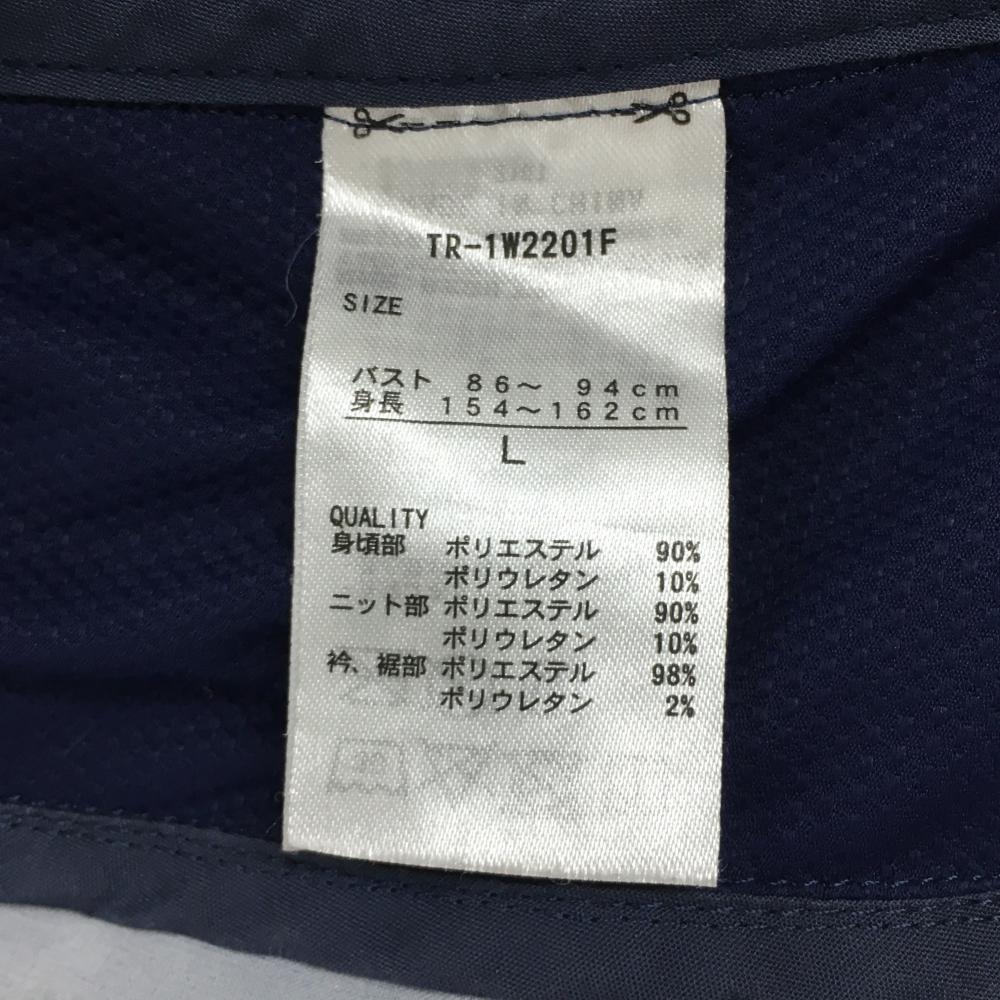 TR-1W2201F
SIZE
バスト 86～ 94cm
身長 154～162cm
L
QUALITY
身頃部 ポリエステル 90%
ポリウレタン 10%
ニット部 ポリエステル 90%
ポリウレタン 10%
衿、裾部 ポリエステル 98%
ポリウレタン 2%